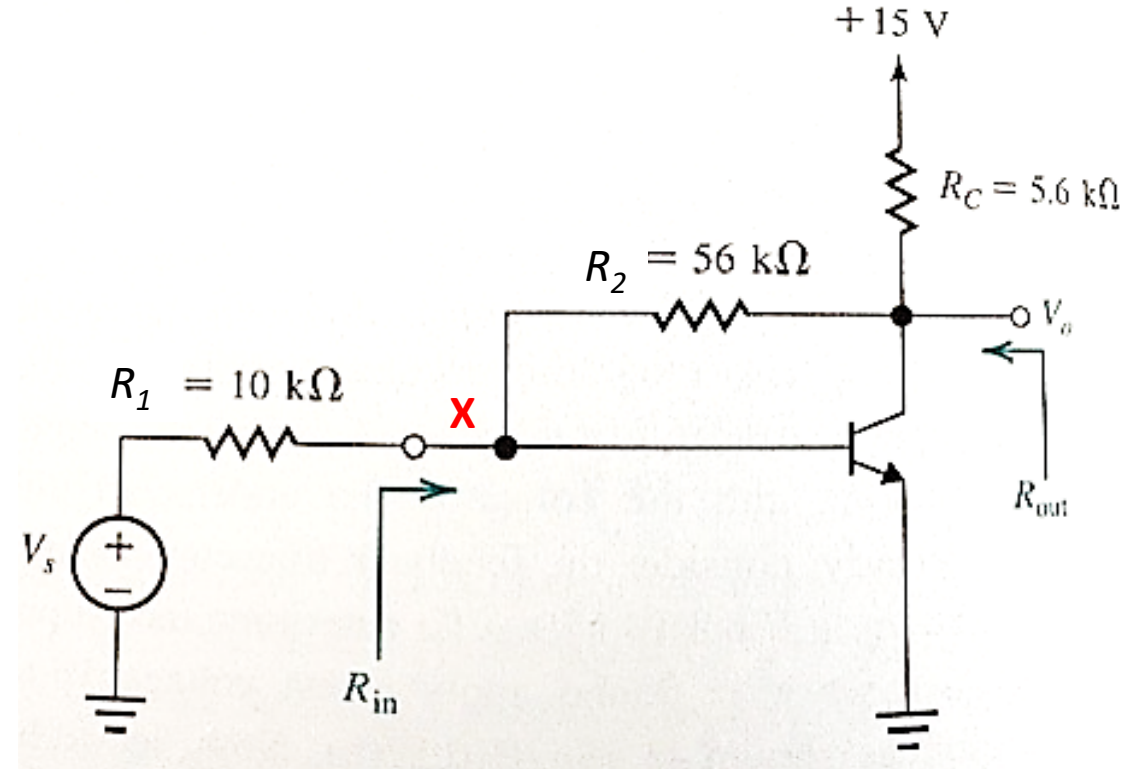 +15 V
R_C = 5.6 kΩ
R_2 = 56 kΩ
V_o
R_1 = 10 kΩ
X
R_out
V_s
+
−
R_in